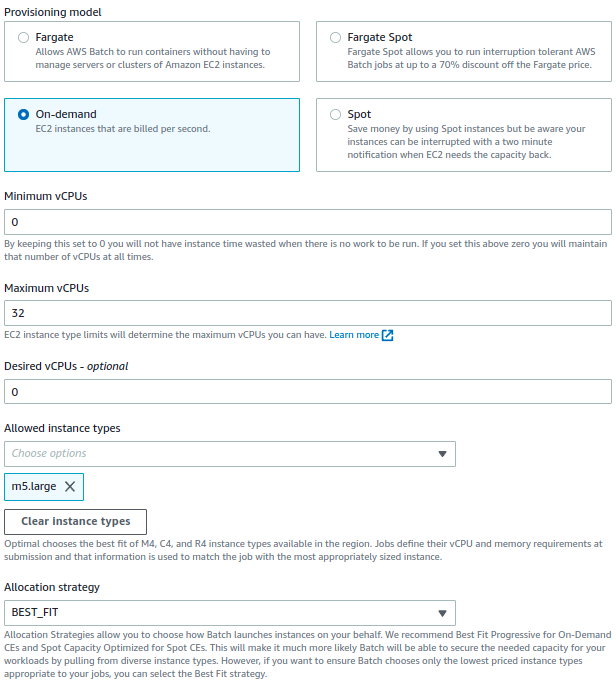 Provisioning model
Fargate
Allows AWS Batch to run containers without having to
manage servers or clusters of Amazon EC2 instances.
Fargate Spot
Fargate Spot allows you to run interruption tolerant AWS
Batch jobs at up to a 70% discount off the Fargate price.
On-demand
EC2 instances that are billed per second.
Spot
Save money by using Spot instances but be aware your
instances can be interrupted with a two minute
notification when EC2 needs the capacity back.
Minimum vCPUs
0
By keeping this set to 0 you will not have instance time wasted when there is no work to be run. If you set this above zero you will maintain
that number of vCPUs at all times.
Maximum vCPUs
32
EC2 instance type limits will determine the maximum vCPUs you can have. Learn more
Desired vCPUs - optional
0
Allowed instance types
Choose options
m5.large
Clear instance types
Optimal chooses the best fit of M4, C4, and R4 instance types available in the region. Jobs define their vCPU and memory requirements at
submission and that information is used to match the job with the most appropriately sized instance.
Allocation strategy
BEST_FIT
Allocation Strategies allow you to choose how Batch launches instances on your behalf. We recommend Best Fit Progressive for On-Demand
CEs and Spot Capacity Optimized for Spot CEs. This will make it much more likely Batch will be able to secure the needed capacity for your
workloads by pulling from diverse instance types. However, if you want to ensure Batch chooses only the lowest priced instance types
appropriate to your jobs, you can select the Best Fit strategy.